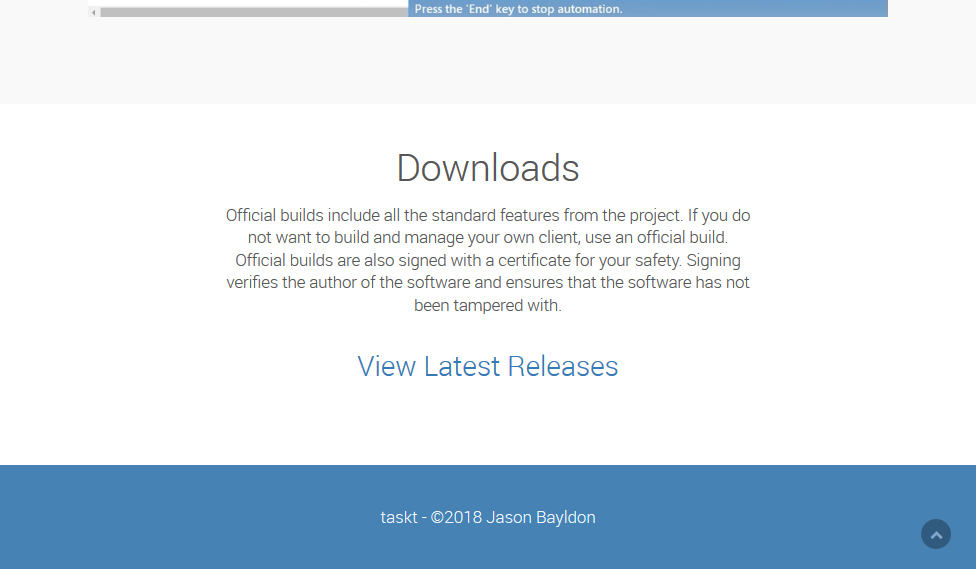 Press the 'End' key to stop automation.
Downloads
Official builds include all the standard features from the project. If you do
not want to build and manage your own client, use an official build.
Official builds are also signed with a certificate for your safety. Signing
verifies the author of the software and ensures that the software has not
been tampered with.
View Latest Releases
taskt - ©2018 Jason Bayldon